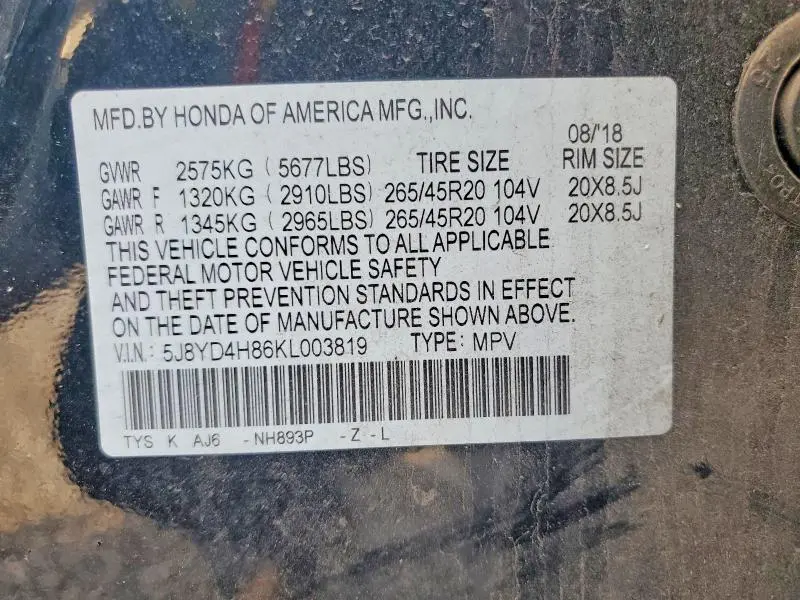 MFD.BY HONDA OF AMERICA MFG.,INC.
08/'18
GVWR 2575KG (5677LBS) TIRE SIZE RIM SIZE
GAWR F 1320KG (2910LBS) 265/45R20 104V 20X8.5J
GAWR R 1345KG (2965LBS) 265/45R20 104V 20X8.5J
THIS VEHICLE CONFORMS TO ALL APPLICABLE
FEDERAL MOTOR VEHICLE SAFETY
AND THEFT PREVENTION STANDARDS IN EFFECT
ON THE DATE OF MANUFACTURE SHOWN ABOVE.
V.I.N.: 5J8YD4H86KL003819 TYPE: MPV
TYS K AJ6 -NH893P -Z -L